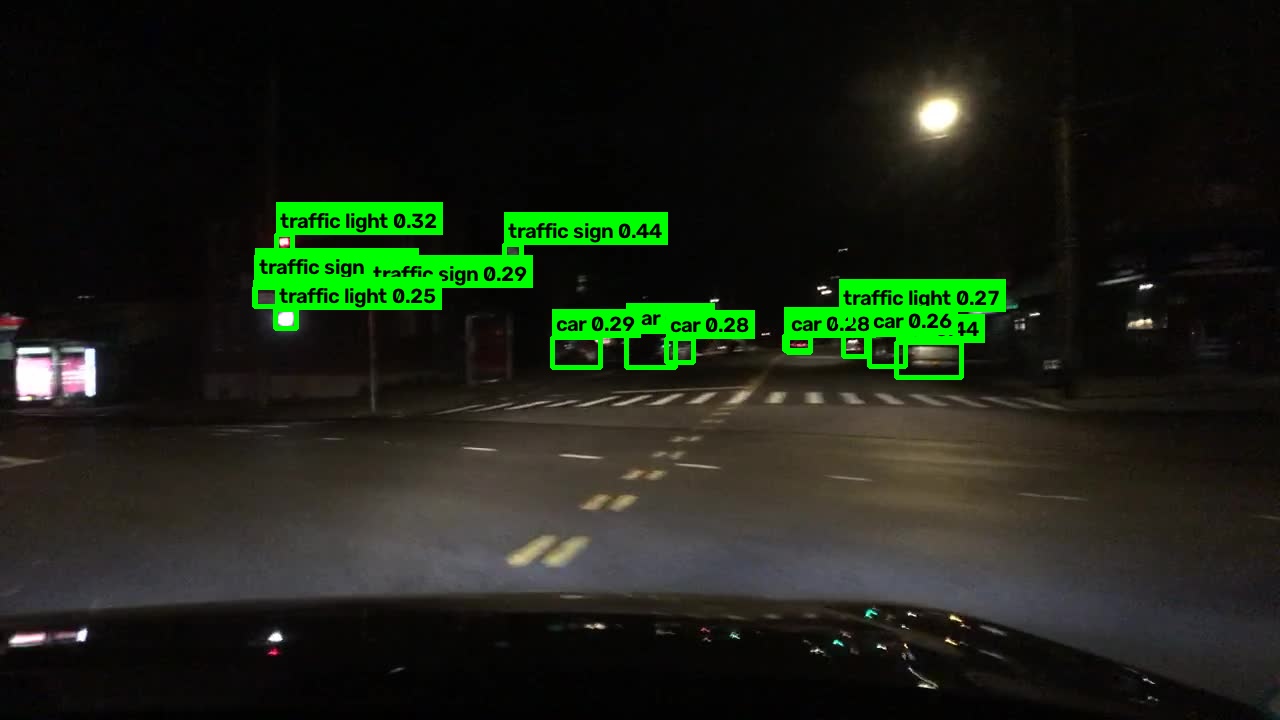 traffic light 0.32
traffic sign 0.44
traffic sign
traffic sign 0.29
traffic light 0.25
traffic light 0.27
car 0.29
ar
car 0.28
car 0.28
car 0.26
.44